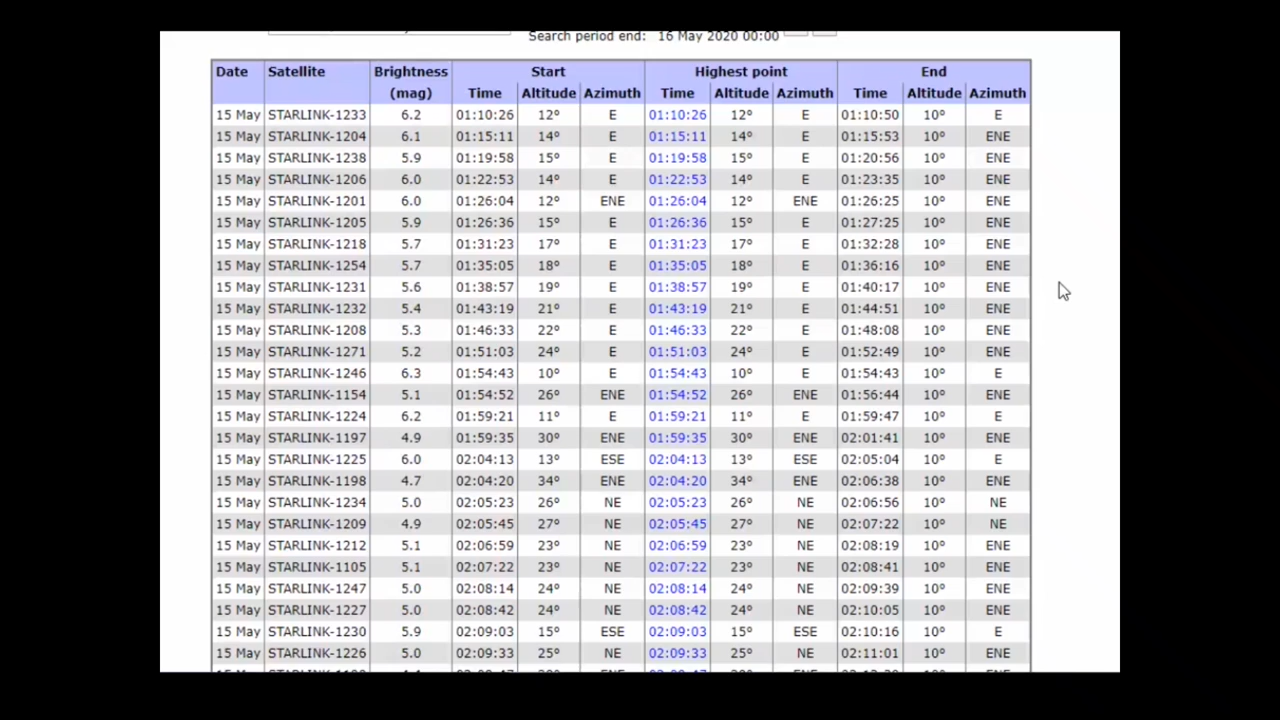 Search period end: 16 May 2020 00:00
Date Satellite Brightness Start Highest point End
(mag) Time Altitude Azimuth Time Altitude Azimuth Time Altitude Azimuth
15 May STARLINK-1233 6.2 01:10:26 12° E 01:10:26 12° E 01:10:50 10° E
15 May STARLINK-1204 6.1 01:15:11 14° E 01:15:11 14° E 01:15:53 10° ENE
15 May STARLINK-1238 5.9 01:19:58 15° E 01:19:58 15° E 01:20:56 10° ENE
15 May STARLINK-1206 6.0 01:22:53 14° E 01:22:53 14° E 01:23:35 10° ENE
15 May STARLINK-1201 6.0 01:26:04 12° ENE 01:26:04 12° ENE 01:26:25 10° ENE
15 May STARLINK-1205 5.9 01:26:36 15° E 01:26:36 15° E 01:27:25 10° ENE
15 May STARLINK-1218 5.7 01:31:23 17° E 01:31:23 17° E 01:32:28 10° ENE
15 May STARLINK-1254 5.7 01:35:05 18° E 01:35:05 18° E 01:36:16 10° ENE
15 May STARLINK-1231 5.6 01:38:57 19° E 01:38:57 19° E 01:40:17 10° ENE
15 May STARLINK-1232 5.4 01:43:19 21° E 01:43:19 21° E 01:44:51 10° ENE
15 May STARLINK-1208 5.3 01:46:33 22° E 01:46:33 22° E 01:48:08 10° ENE
15 May STARLINK-1271 5.2 01:51:03 24° E 01:51:03 24° E 01:52:49 10° ENE
15 May STARLINK-1246 6.3 01:54:43 10° E 01:54:43 10° E 01:54:43 10° E
15 May STARLINK-1154 5.1 01:54:52 26° ENE 01:54:52 26° ENE 01:56:44 10° ENE
15 May STARLINK-1224 6.2 01:59:21 11° E 01:59:21 11° E 01:59:47 10° E
15 May STARLINK-1197 4.9 01:59:35 30° ENE 01:59:35 30° ENE 02:01:41 10° ENE
15 May STARLINK-1225 6.0 02:04:13 13° ESE 02:04:13 13° ESE 02:05:04 10° E
15 May STARLINK-1198 4.7 02:04:20 34° ENE 02:04:20 34° ENE 02:06:38 10° ENE
15 May STARLINK-1234 5.0 02:05:23 26° NE 02:05:23 26° NE 02:06:56 10° NE
15 May STARLINK-1209 4.9 02:05:45 27° NE 02:05:45 27° NE 02:07:22 10° NE
15 May STARLINK-1212 5.1 02:06:59 23° NE 02:06:59 23° NE 02:08:19 10° ENE
15 May STARLINK-1105 5.1 02:07:22 23° NE 02:07:22 23° NE 02:08:41 10° ENE
15 May STARLINK-1247 5.0 02:08:14 24° NE 02:08:14 24° NE 02:09:39 10° ENE
15 May STARLINK-1227 5.0 02:08:42 24° NE 02:08:42 24° NE 02:10:05 10° ENE
15 May STARLINK-1230 5.9 02:09:03 15° ESE 02:09:03 15° ESE 02:10:16 10° E
15 May STARLINK-1226 5.0 02:09:33 25° NE 02:09:33 25° NE 02:11:01 10° ENE